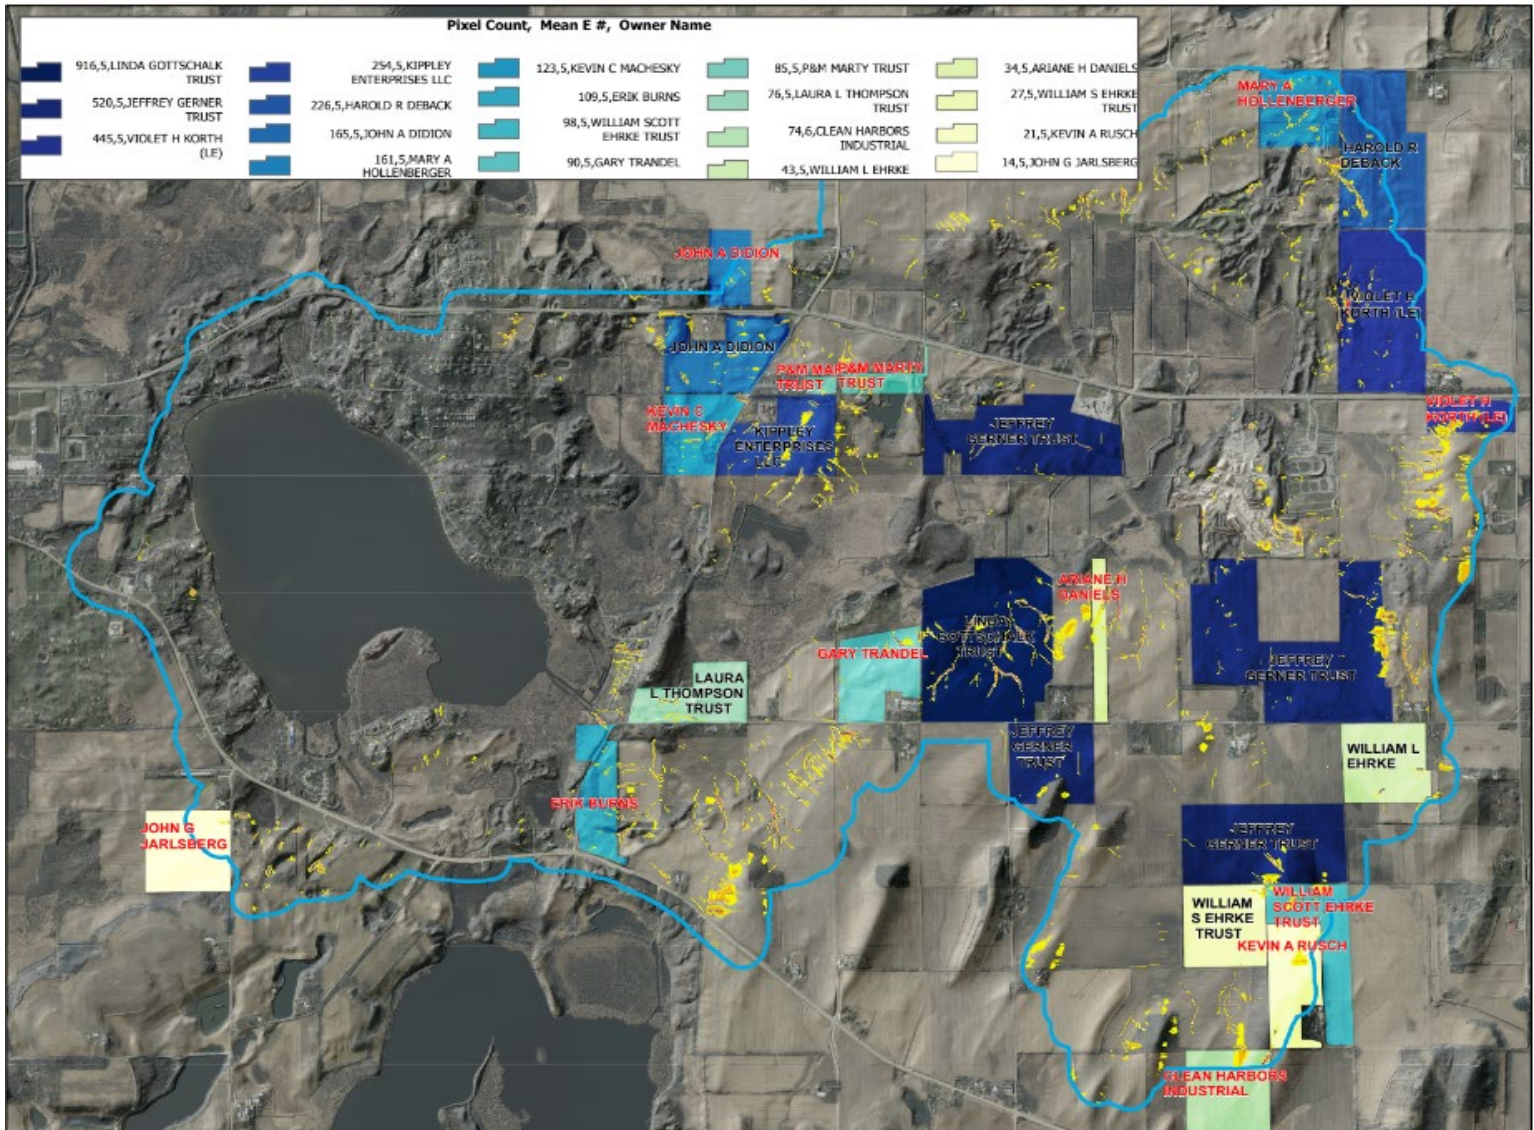 Pixel Count, Mean E #, Owner Name
916,5,LINDA GOTTSCHALK
TRUST
520,5,JEFFREY GERNER
TRUST
445,5,VIOLET H KORTH
(LE)
254,5,KIPPLEY
ENTERPRISES LLC
226,5,HAROLD R DEBACK
165,5,JOHN A DIDION
161,5,MARY A
HOLLENBERGER
123,5,KEVIN C MACHESKY
109,5,ERIK BURNS
98,5,WILLIAM SCOTT
EHRKE TRUST
90,5,GARY TRANDEL
85,5,P&M MARTY TRUST
76,5,LAURA L THOMPSON
TRUST
74,6,CLEAN HARBORS
INDUSTRIAL
43,5,WILLIAM L EHRKE
34,5,ARIANE H DANIELS
27,5,WILLIAM S EHRKE
TRUST
21,5,KEVIN A RUSCH
14,5,JOHN G JARLSBERG
MARY A
HOLLENBERGER
HAROLD R
DEBACK
JOHN A DIDION
VIOLET H
KORTH (LE)
JOHN A DIDION
P&M MA
TRUST
P&M MARTY
TRUST
KEVIN C
MACHESKY
KIPPLEY
ENTERPRISES
LLC
JEFFREY
GERNER TRUST
VIOLET H
KORTH (LE)
ARIANE H
DANIELS
LINDA
GOTTSCHALK
TRUST
GARY TRANDEL
JEFFREY
GERNER TRUST
LAURA
L THOMPSON
TRUST
JEFFREY
GERNER
TRUST
WILLIAM L
EHRKE
ERIK BURNS
JOHN G
JARLSBERG
JEFFREY
GERNER TRUST
WILLIAM
SCOTT EHRKE
TRUST
WILLIAM
S EHRKE
TRUST
KEVIN A RUSCH
CLEAN HARBORS
INDUSTRIAL